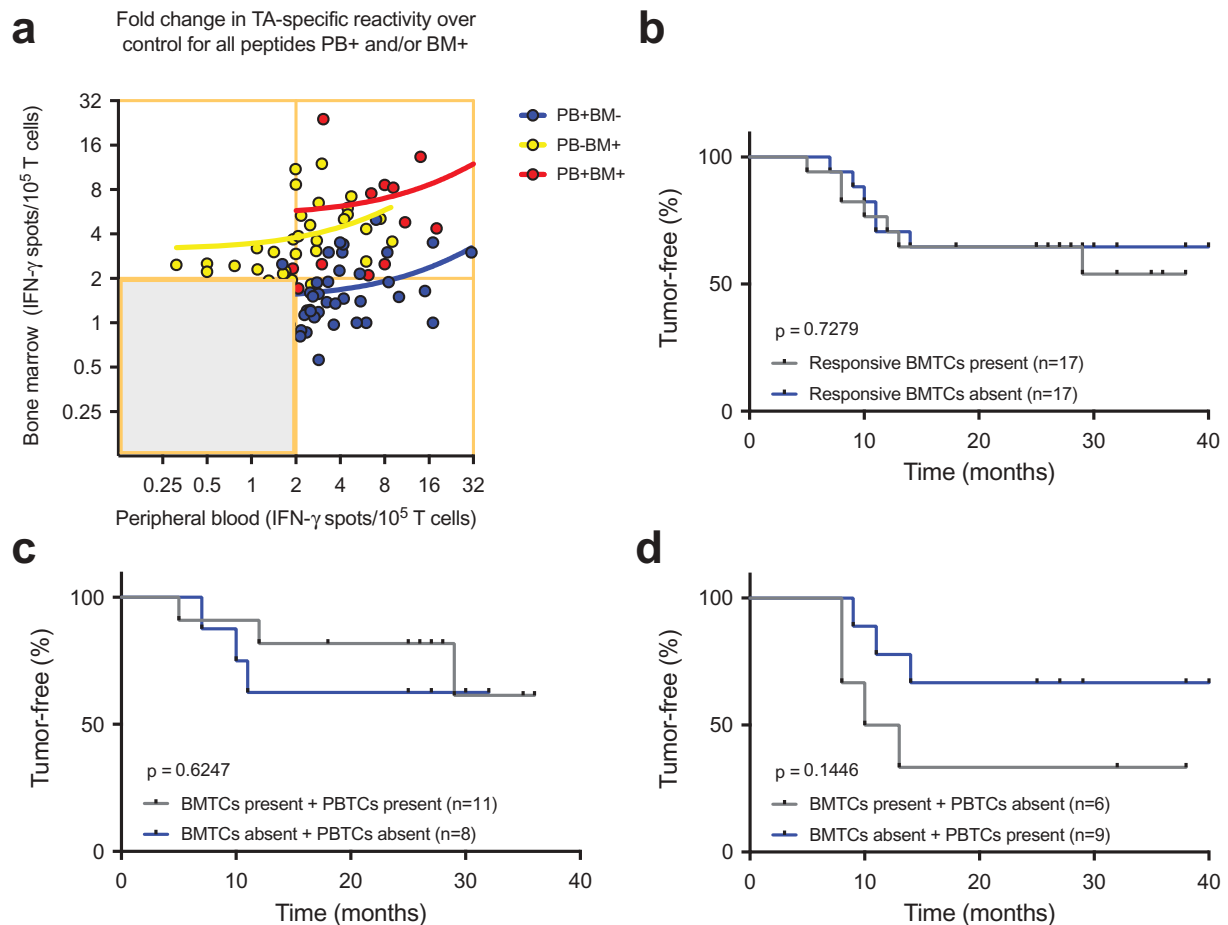 a
Fold change in TA-specific reactivity over
control for all peptides PB+ and/or BM+
Bone marrow (IFN-γ spots/10⁵ T cells)
32
16
8
4
2
1
0.5
0.25
0.25 0.5 1 2 4 8 16 32
Peripheral blood (IFN-γ spots/10⁵ T cells)
PB+BM-
PB-BM+
PB+BM+
b
Tumor-free (%)
100
50
0
p = 0.7279
Responsive BMTCs present (n=17)
Responsive BMTCs absent (n=17)
0 10 20 30 40
Time (months)
c
Tumor-free (%)
100
50
0
p = 0.6247
BMTCs present + PBTCs present (n=11)
BMTCs absent + PBTCs absent (n=8)
0 10 20 30 40
Time (months)
d
Tumor-free (%)
100
50
0
p = 0.1446
BMTCs present + PBTCs absent (n=6)
BMTCs absent + PBTCs present (n=9)
0 10 20 30 40
Time (months)